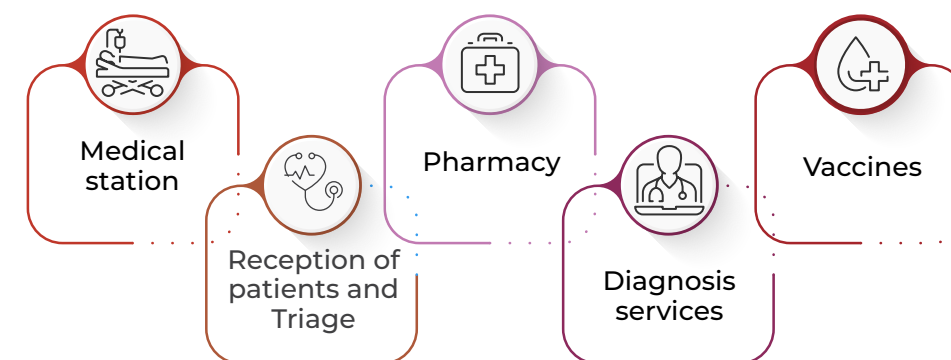 Medical
station
Reception of
patients and
Triage
Pharmacy
Diagnosis
services
Vaccines